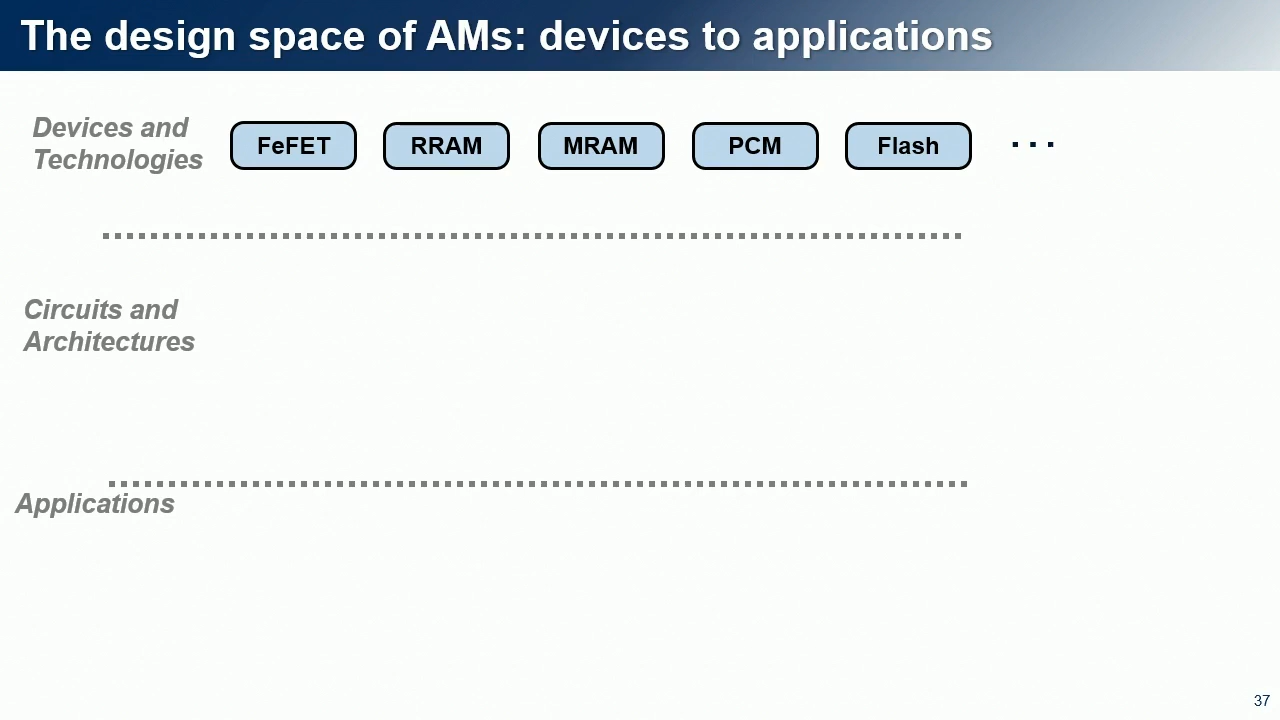 The design space of AMs: devices to applications
Devices and
Technologies
FeFET RRAM MRAM PCM Flash ...
Circuits and
Architectures
Applications
37